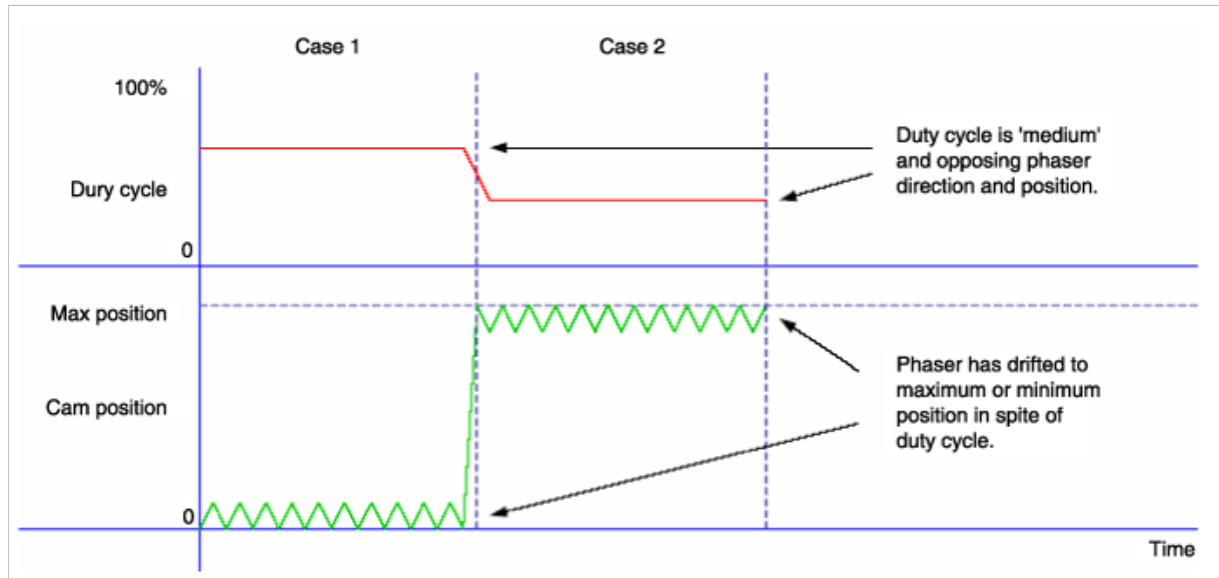 Case 1
Case 2
100%
Dury cycle
0
Duty cycle is 'medium'
and opposing phaser
direction and position.
Max position
Cam position
0
Phaser has drifted to
maximum or minimum
position in spite of
duty cycle.
Time